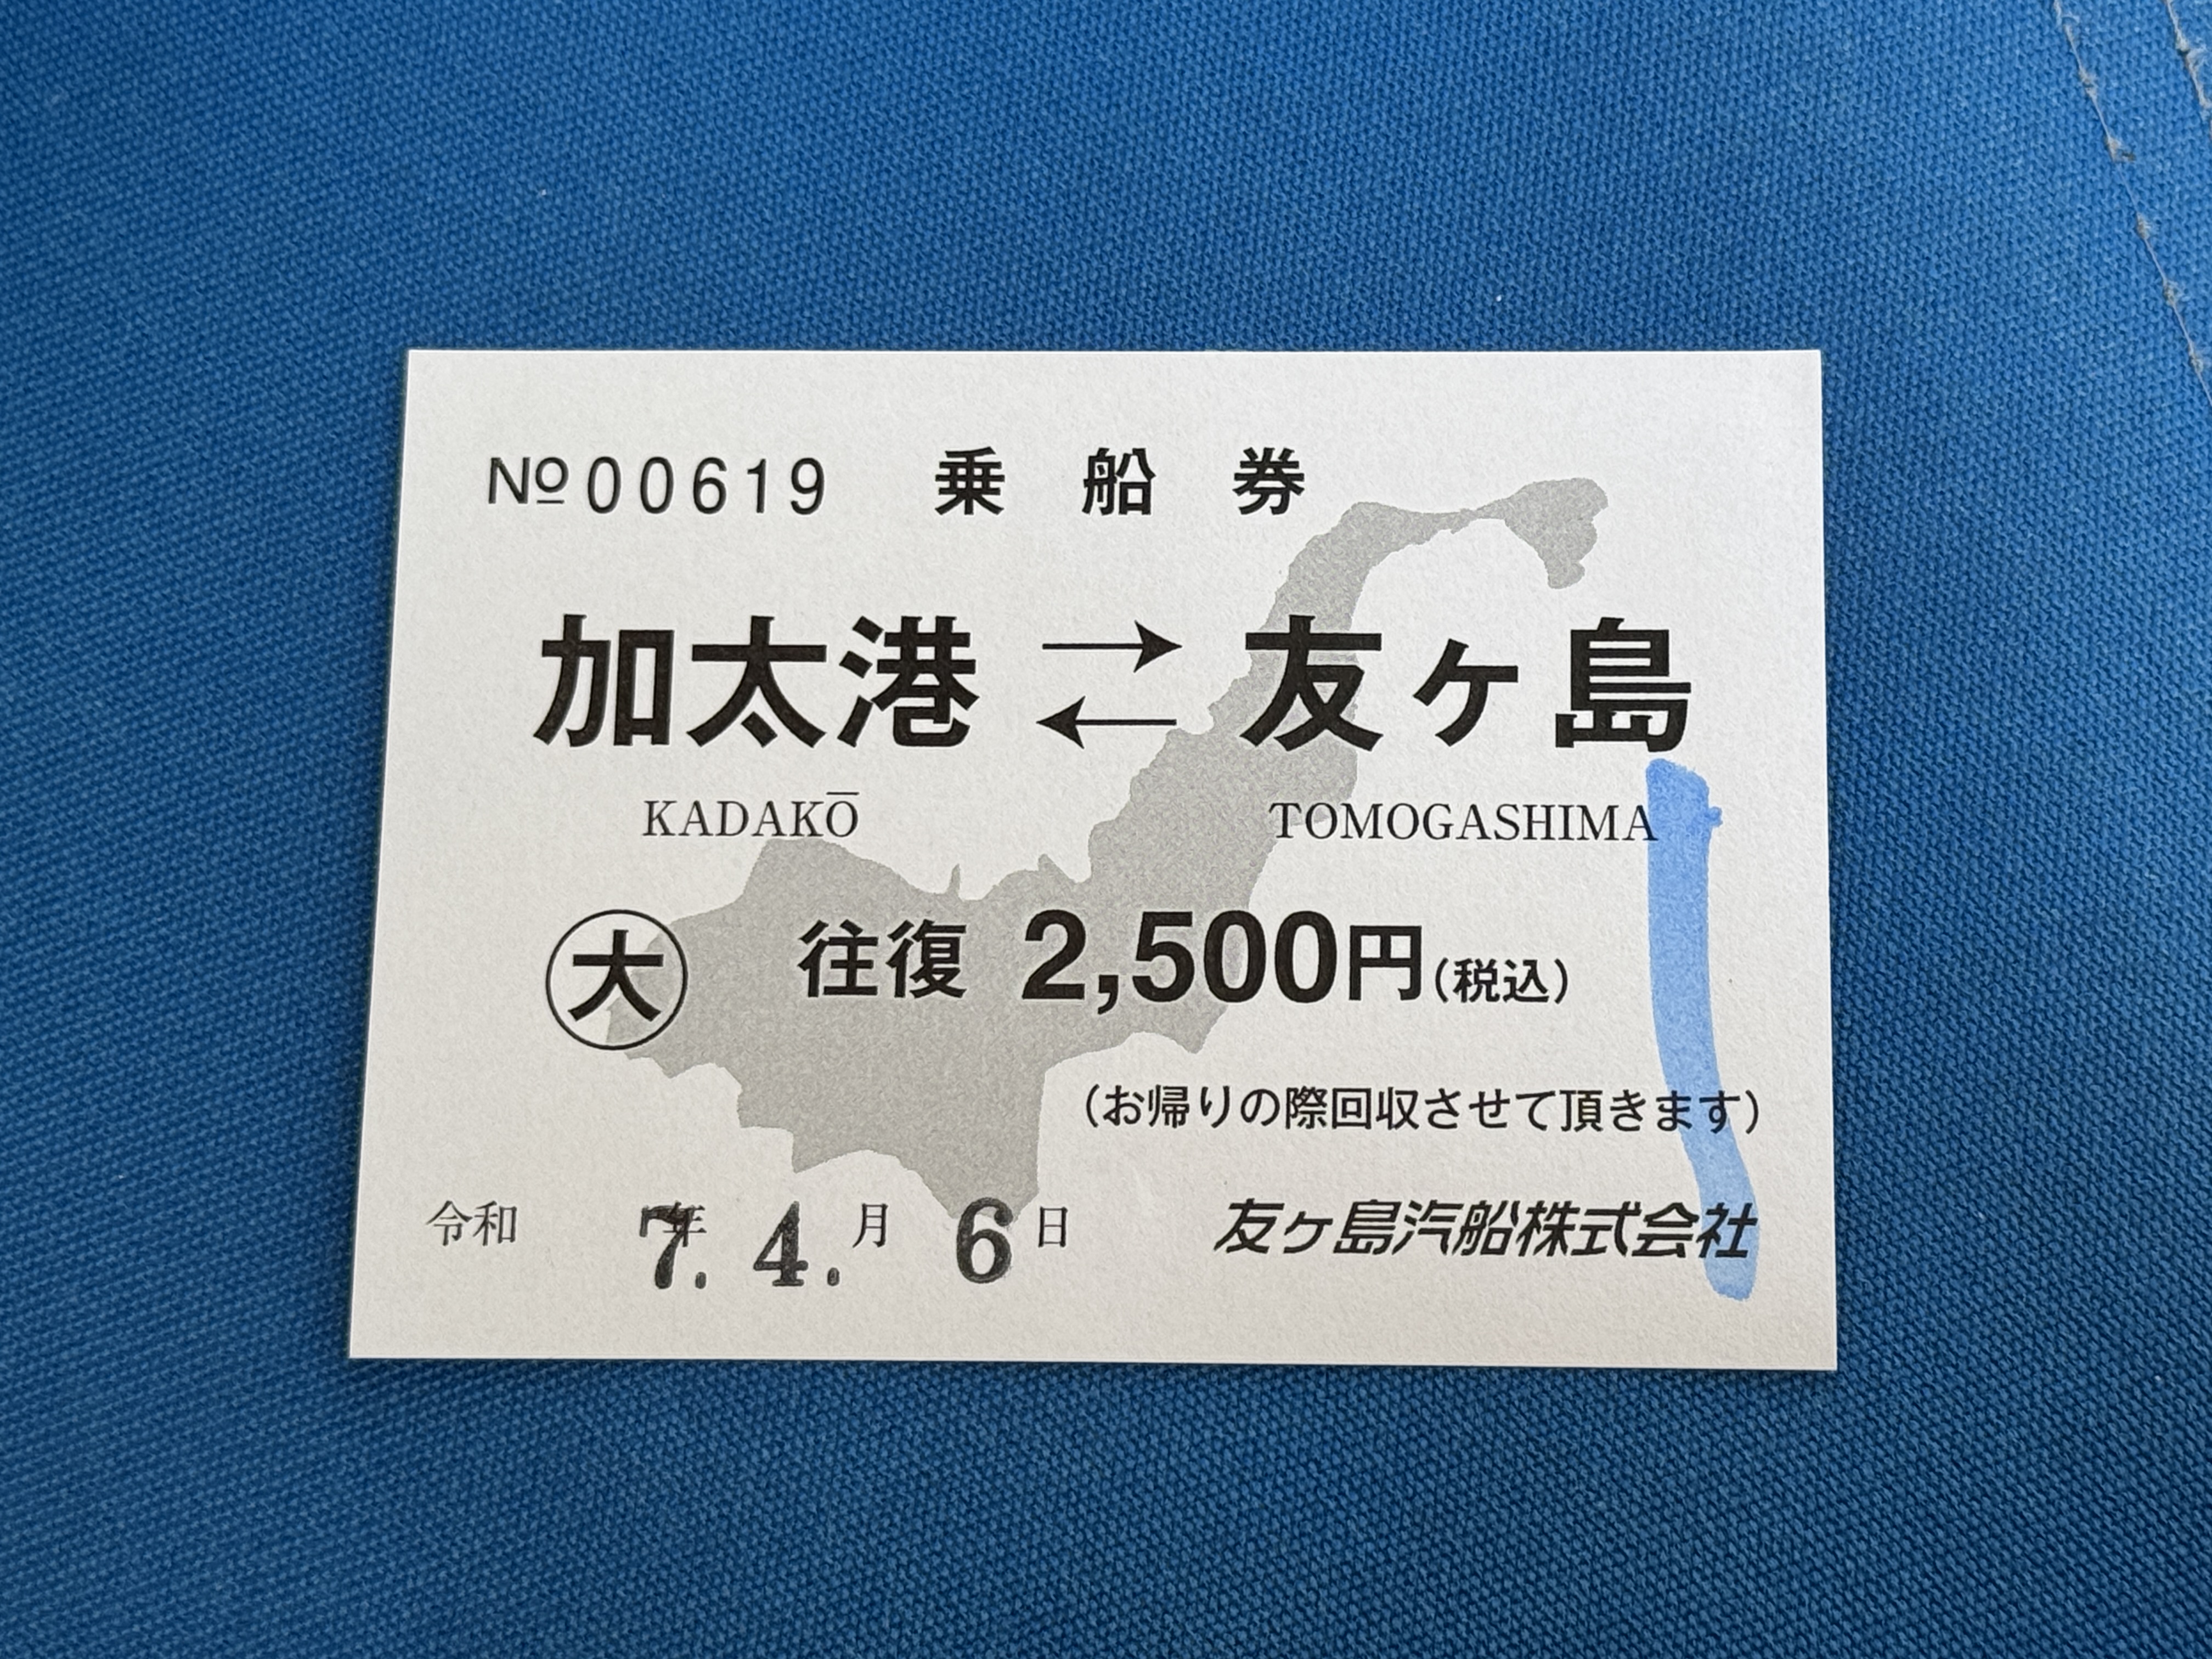 №00619 乗船券
加太港 ⇄ 友ヶ島
KADAKŌ TOMOGASHIMA
大 往復 2,500円(税込)
(お帰りの際回収させて頂きます)
令和 7.年 4.月 6日 友ヶ島汽船株式会社